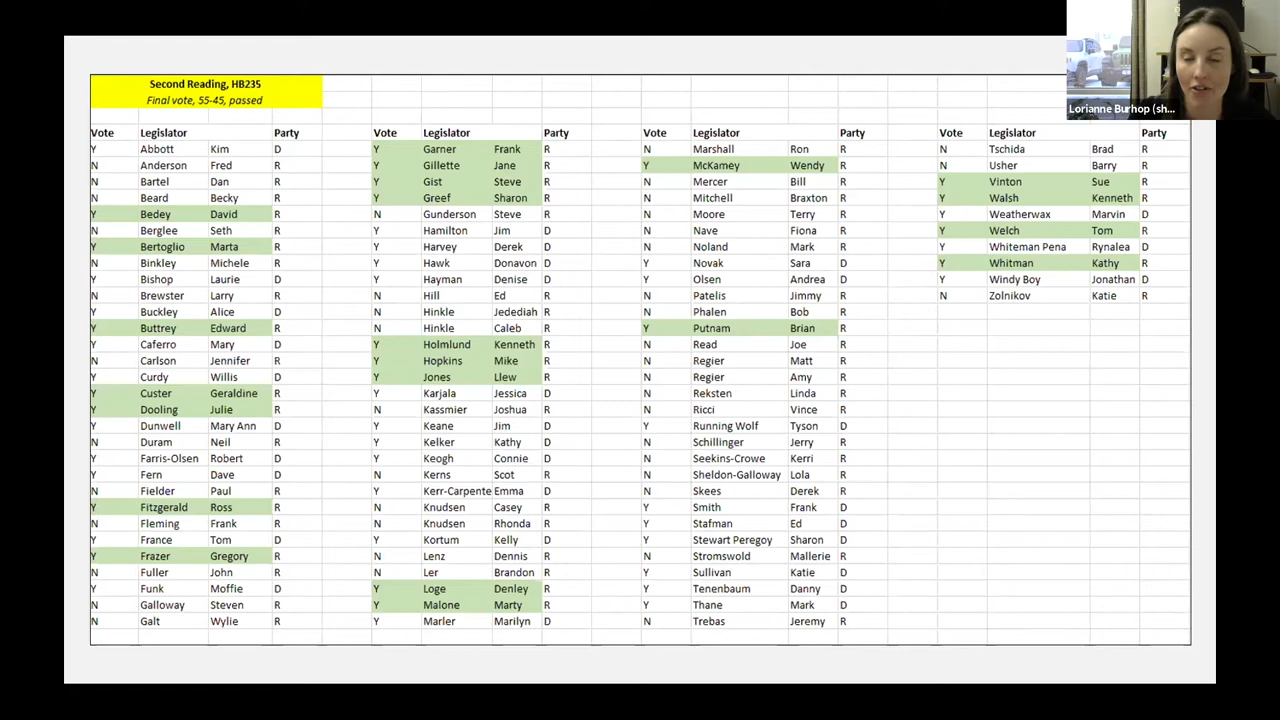 Lorianne Burhop (sh...
Second Reading, HB235
Final vote, 55-45, passed
Vote Legislator Party Vote Legislator Party Vote Legislator Party Vote Legislator Party
Y Abbott Kim D Y Garner Frank R N Marshall Ron R N Tschida Brad R
N Anderson Fred R Y Gillette Jane R Y McKamey Wendy R N Usher Barry R
N Bartel Dan R Y Gist Steve R N Mercer Bill R Y Vinton Sue R
N Beard Becky R Y Greef Sharon R N Mitchell Braxton R Y Walsh Kenneth R
Y Bedey David R N Gunderson Steve R N Moore Terry R Y Weatherwax Marvin D
N Berglee Seth R Y Hamilton Jim D N Nave Fiona R Y Welch Tom R
Y Bertoglio Marta R Y Harvey Derek D N Noland Mark R Y Whiteman Pena Rynalea D
N Binkley Michele R Y Hawk Donavon D Y Novak Sara D Y Whitman Kathy R
Y Bishop Laurie D Y Hayman Denise D Y Olsen Andrea D Y Windy Boy Jonathan D
N Brewster Larry R N Hill Ed R N Patelis Jimmy R N Zolnikov Katie R
Y Buckley Alice D N Hinkle Jedediah R N Phalen Bob R
Y Buttrey Edward R N Hinkle Caleb R Y Putnam Brian R
Y Caferro Mary D Y Holmlund Kenneth R N Read Joe R
N Carlson Jennifer R Y Hopkins Mike R N Regier Matt R
Y Curdy Willis D Y Jones Llew R N Regier Amy R
Y Custer Geraldine R Y Karjala Jessica D N Reksten Linda R
Y Dooling Julie R N Kassmier Joshua R N Ricci Vince R
Y Dunwell Mary Ann D Y Keane Jim D Y Running Wolf Tyson D
N Duram Neil R Y Kelker Kathy D N Schillinger Jerry R
Y Farris-Olsen Robert D Y Keogh Connie D N Seekins-Crowe Kerri R
Y Fern Dave D N Kerns Scot R N Sheldon-Galloway Lola R
N Fielder Paul R Y Kerr-Carpente Emma D N Skees Derek R
Y Fitzgerald Ross R N Knudsen Casey R Y Smith Frank D
N Fleming Frank R N Knudsen Rhonda R Y Stafman Ed D
Y France Tom D Y Kortum Kelly D Y Stewart Peregoy Sharon D
Y Frazer Gregory R N Lenz Dennis R N Stromswold Mallerie R
N Fuller John R N Ler Brandon R Y Sullivan Katie D
Y Funk Moffie D Y Loge Denley R Y Tenenbaum Danny D
N Galloway Steven R Y Malone Marty R Y Thane Mark D
N Galt Wylie R Y Marler Marilyn D N Trebas Jeremy R